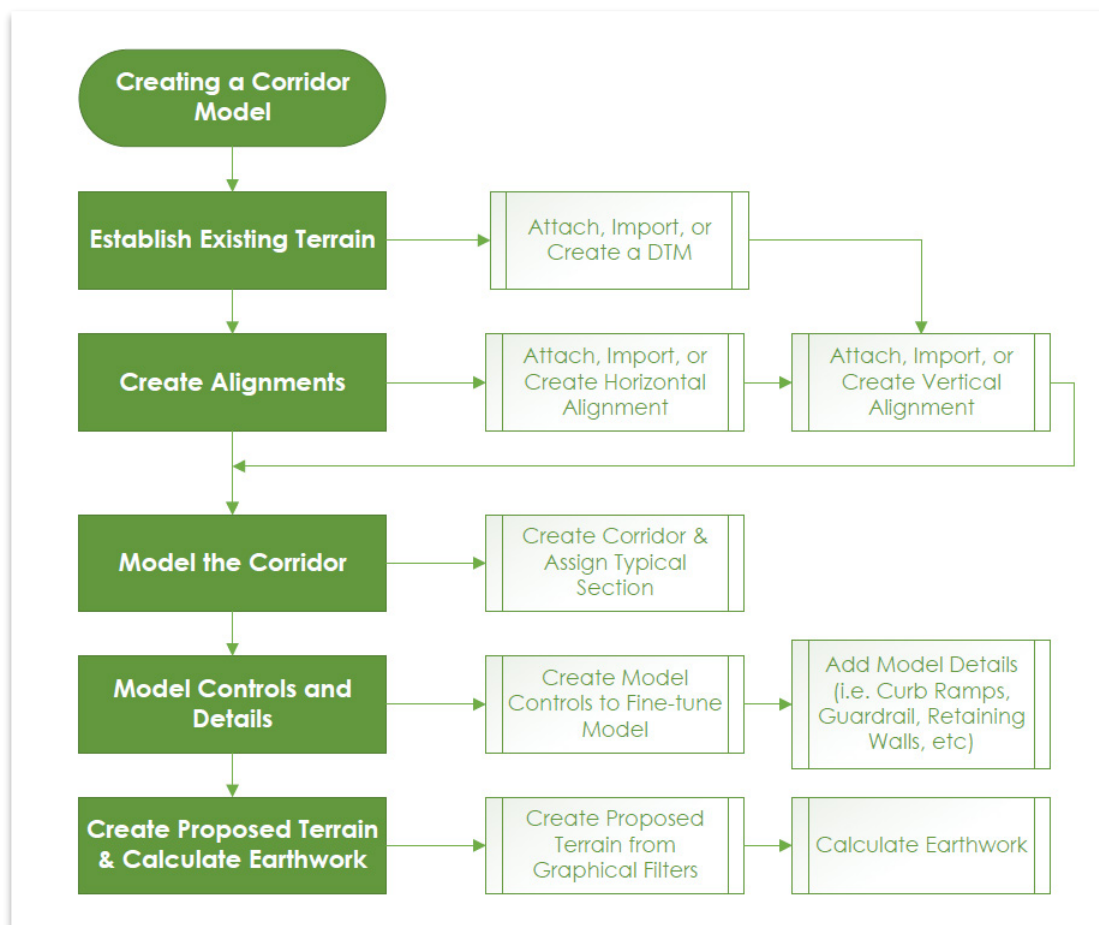 Creating a Corridor
Model
Establish Existing Terrain
Attach, Import, or
Create a DTM
Create Alignments
Attach, Import, or
Create Horizontal
Alignment
Attach, Import, or
Create Vertical
Alignment
Model the Corridor
Create Corridor &
Assign Typical
Section
Model Controls and
Details
Create Model
Controls to Fine-tune
Model
Add Model Details
(i.e. Curb Ramps,
Guardrail, Retaining
Walls, etc)
Create Proposed Terrain
& Calculate Earthwork
Create Proposed
Terrain from
Graphical Filters
Calculate Earthwork